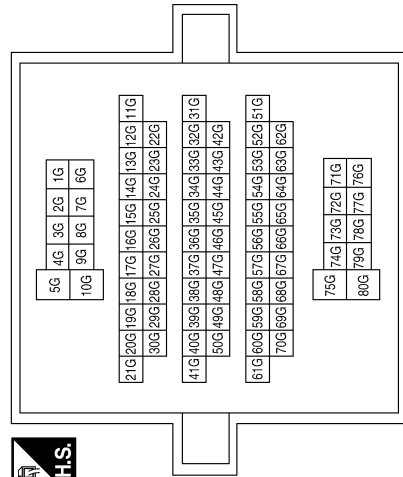 5G 4G 3G 2G 1G
10G 9G 8G 7G 6G
21G 20G 19G 18G 17G 16G 15G 14G 13G 12G 11G
30G 29G 28G 27G 26G 25G 24G 23G 22G
41G 40G 39G 38G 37G 36G 35G 34G 33G 32G 31G
50G 49G 48G 47G 46G 45G 44G 43G 42G
61G 60G 59G 58G 57G 56G 55G 54G 53G 52G 51G
70G 69G 68G 67G 66G 65G 64G 63G 62G
75G 74G 73G 72G 71G
80G 79G 78G 77G 76G
H.S.